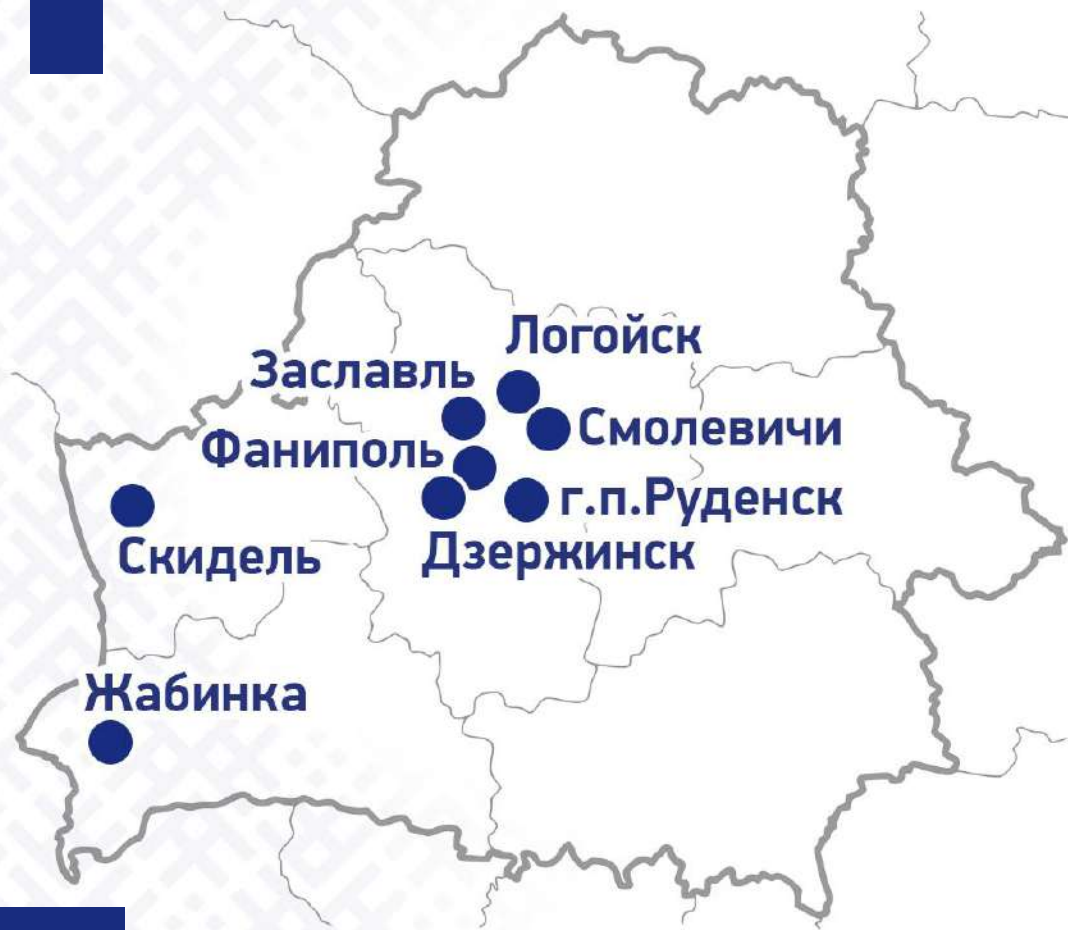 Логойск
Заславль
Смолевичи
Фаниполь
г.п.Руденск
Дзержинск
Скидель
Жабинка